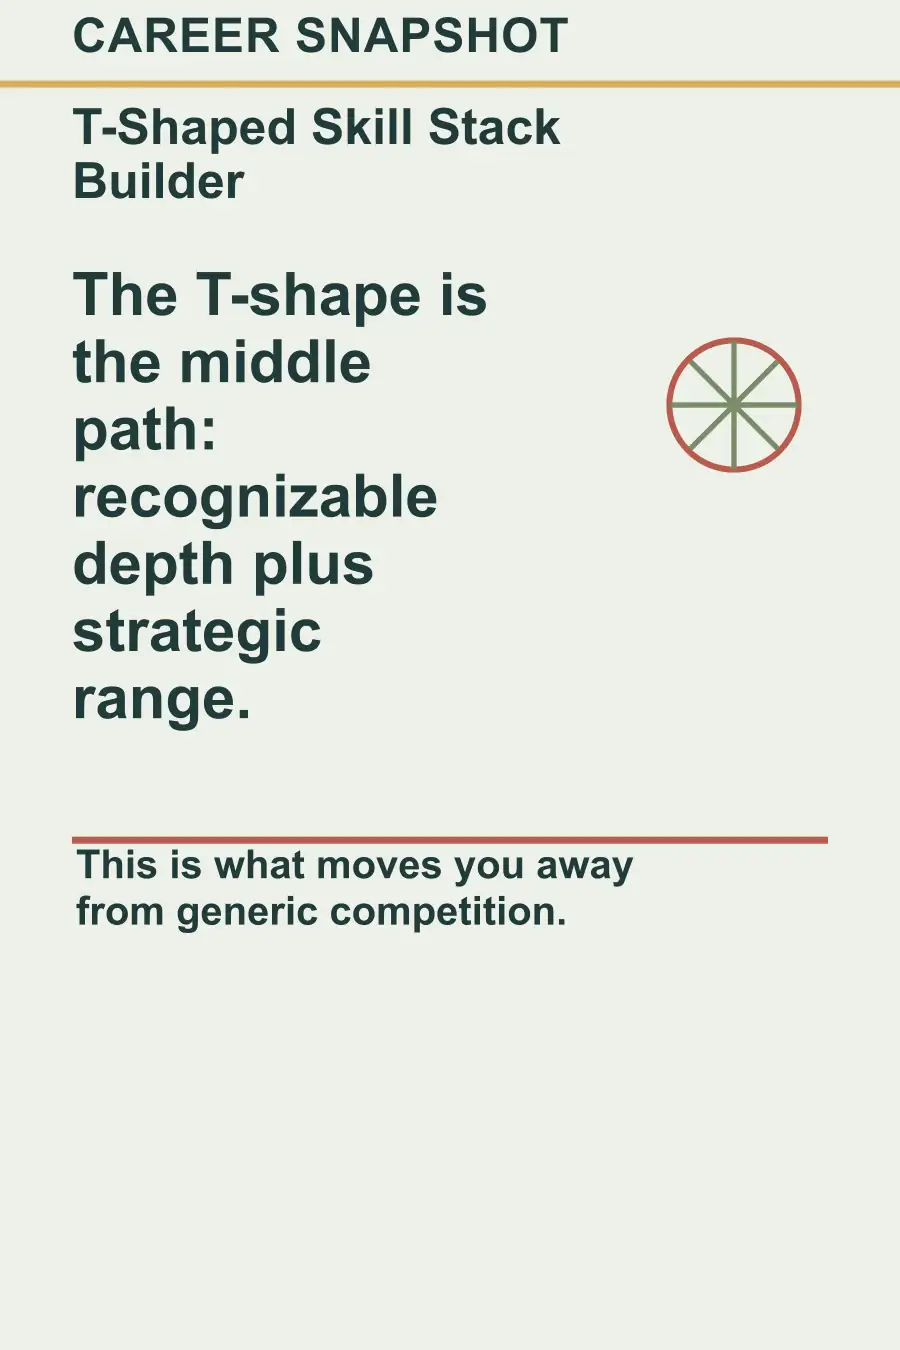 CAREER SNAPSHOT
T-Shaped Skill Stack
Builder
The T-shape is
the middle
path:
recognizable
depth plus
strategic
range.
This is what moves you away
from generic competition.